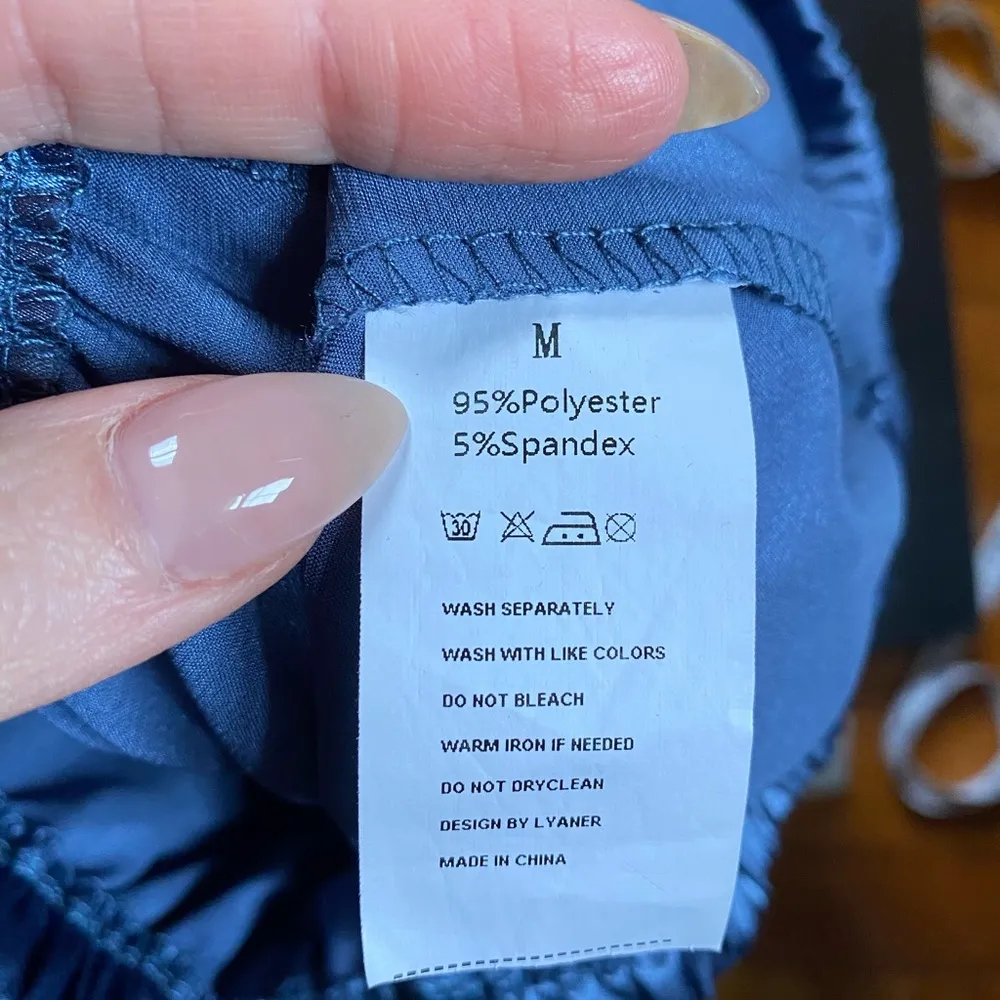 M
95%Polyester
5%Spandex
30
WASH SEPARATELY
WASH WITH LIKE COLORS
DO NOT BLEACH
WARM IRON IF NEEDED
DO NOT DRYCLEAN
DESIGN BY LYANER
MADE IN CHINA